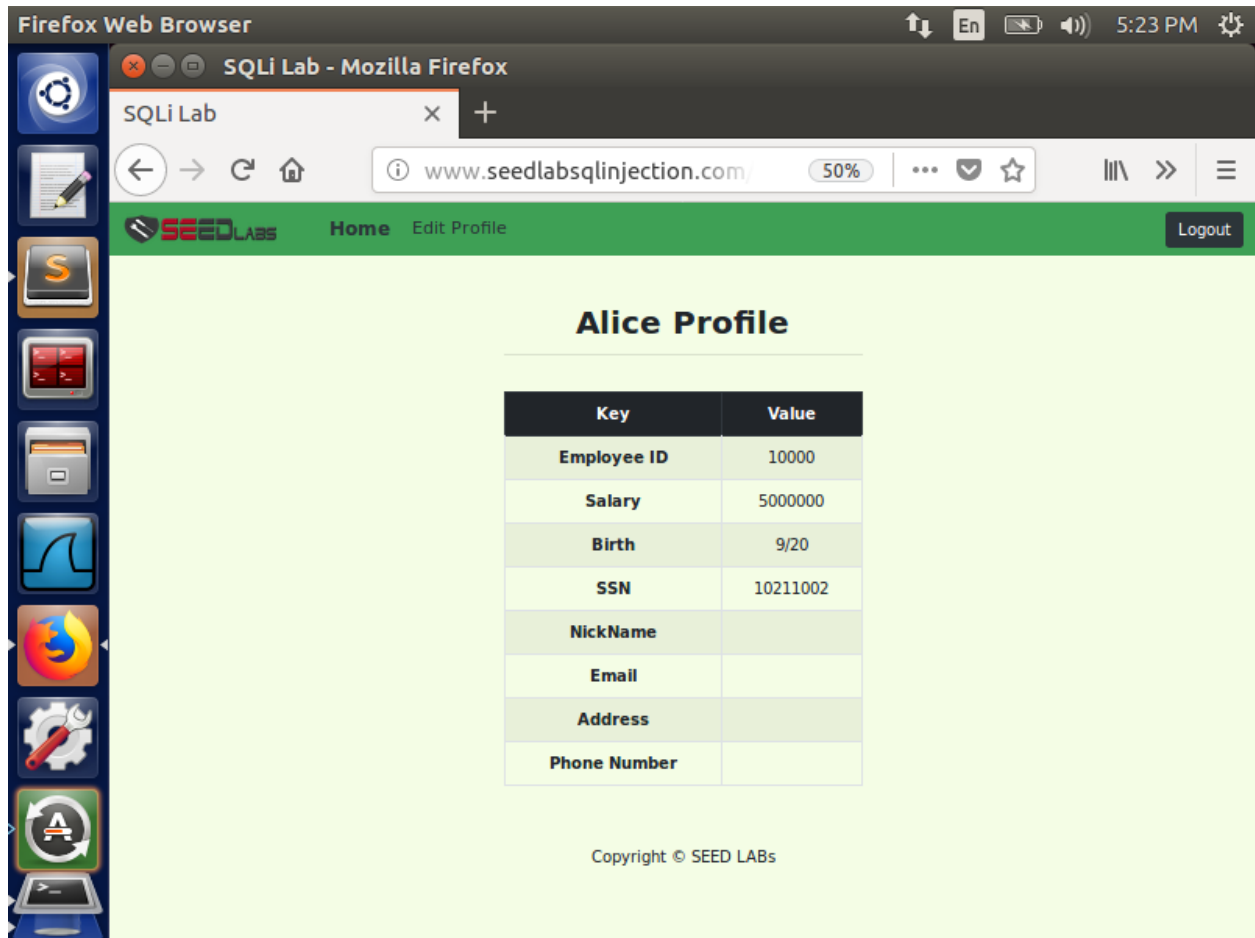 Firefox Web Browser En 5:23 PM
SQLi Lab - Mozilla Firefox
SQLi Lab
www.seedlabsqlinjection.com/ 50%
SEEDLABS Home Edit Profile Logout
Alice Profile
Key Value
Employee ID 10000
Salary 5000000
Birth 9/20
SSN 10211002
NickName
Email
Address
Phone Number
Copyright © SEED LABs